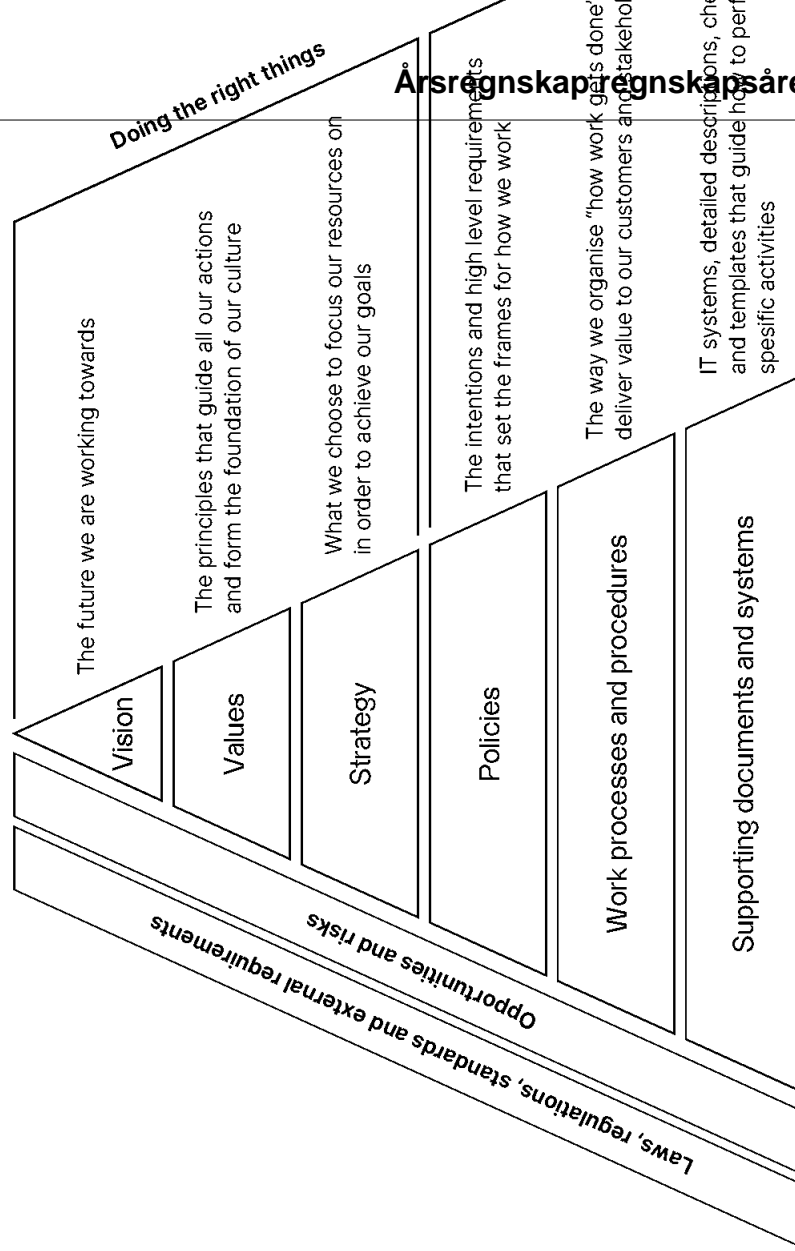 Årsregnskap regnskapsåre
Doing the right things
Vision
The future we are working towards
Values
The principles that guide all our actions
and form the foundation of our culture
Strategy
What we choose to focus our resources on
in order to achieve our goals
Policies
The intentions and high level requirements
that set the frames for how we work
Work processes and procedures
The way we organise “how work gets done”
deliver value to our customers and stakehol
Supporting documents and systems
IT systems, detailed descriptions, che
and templates that guide how to perf
spesific activities
Opportunities and risks
Laws, regulations, standards and external requirements